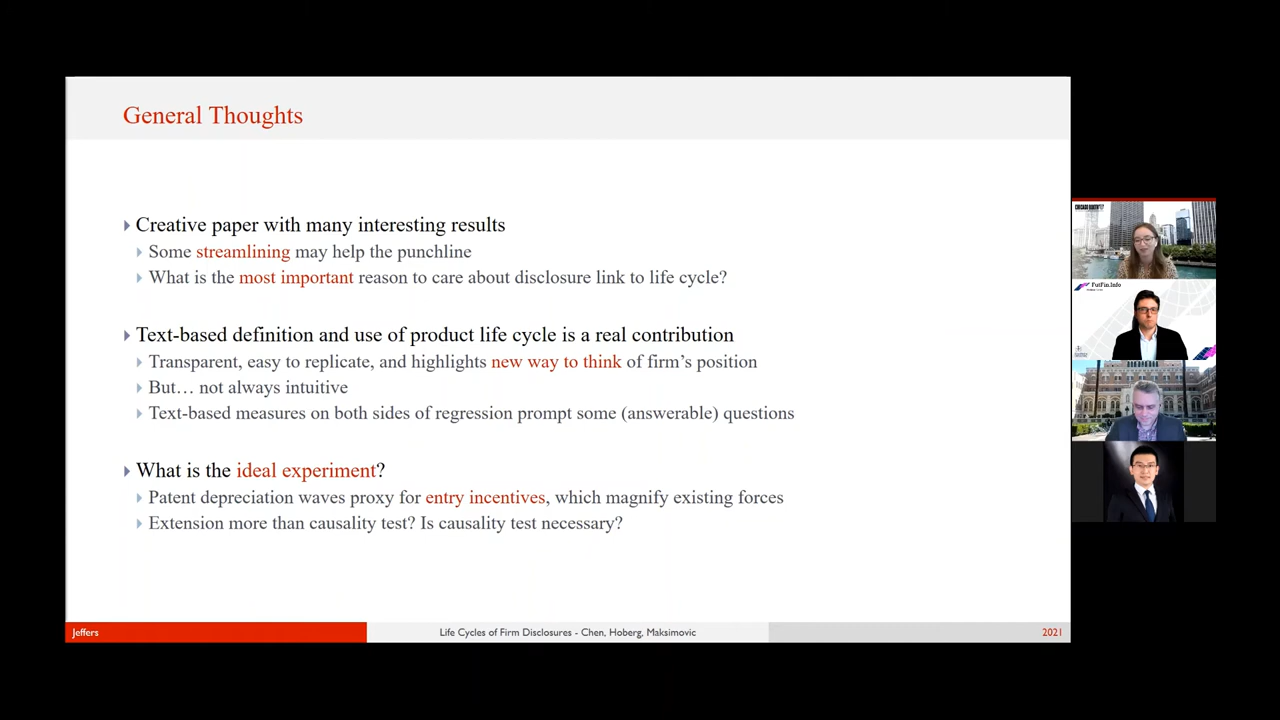 General Thoughts
Creative paper with many interesting results
Some streamlining may help the punchline
What is the most important reason to care about disclosure link to life cycle?
Text-based definition and use of product life cycle is a real contribution
Transparent, easy to replicate, and highlights new way to think of firm's position
But… not always intuitive
Text-based measures on both sides of regression prompt some (answerable) questions
What is the ideal experiment?
Patent depreciation waves proxy for entry incentives, which magnify existing forces
Extension more than causality test? Is causality test necessary?
Jeffers
Life Cycles of Firm Disclosures - Chen, Hoberg, Maksimovic
2021
CHICAGO BOOTH
FutFin.Info